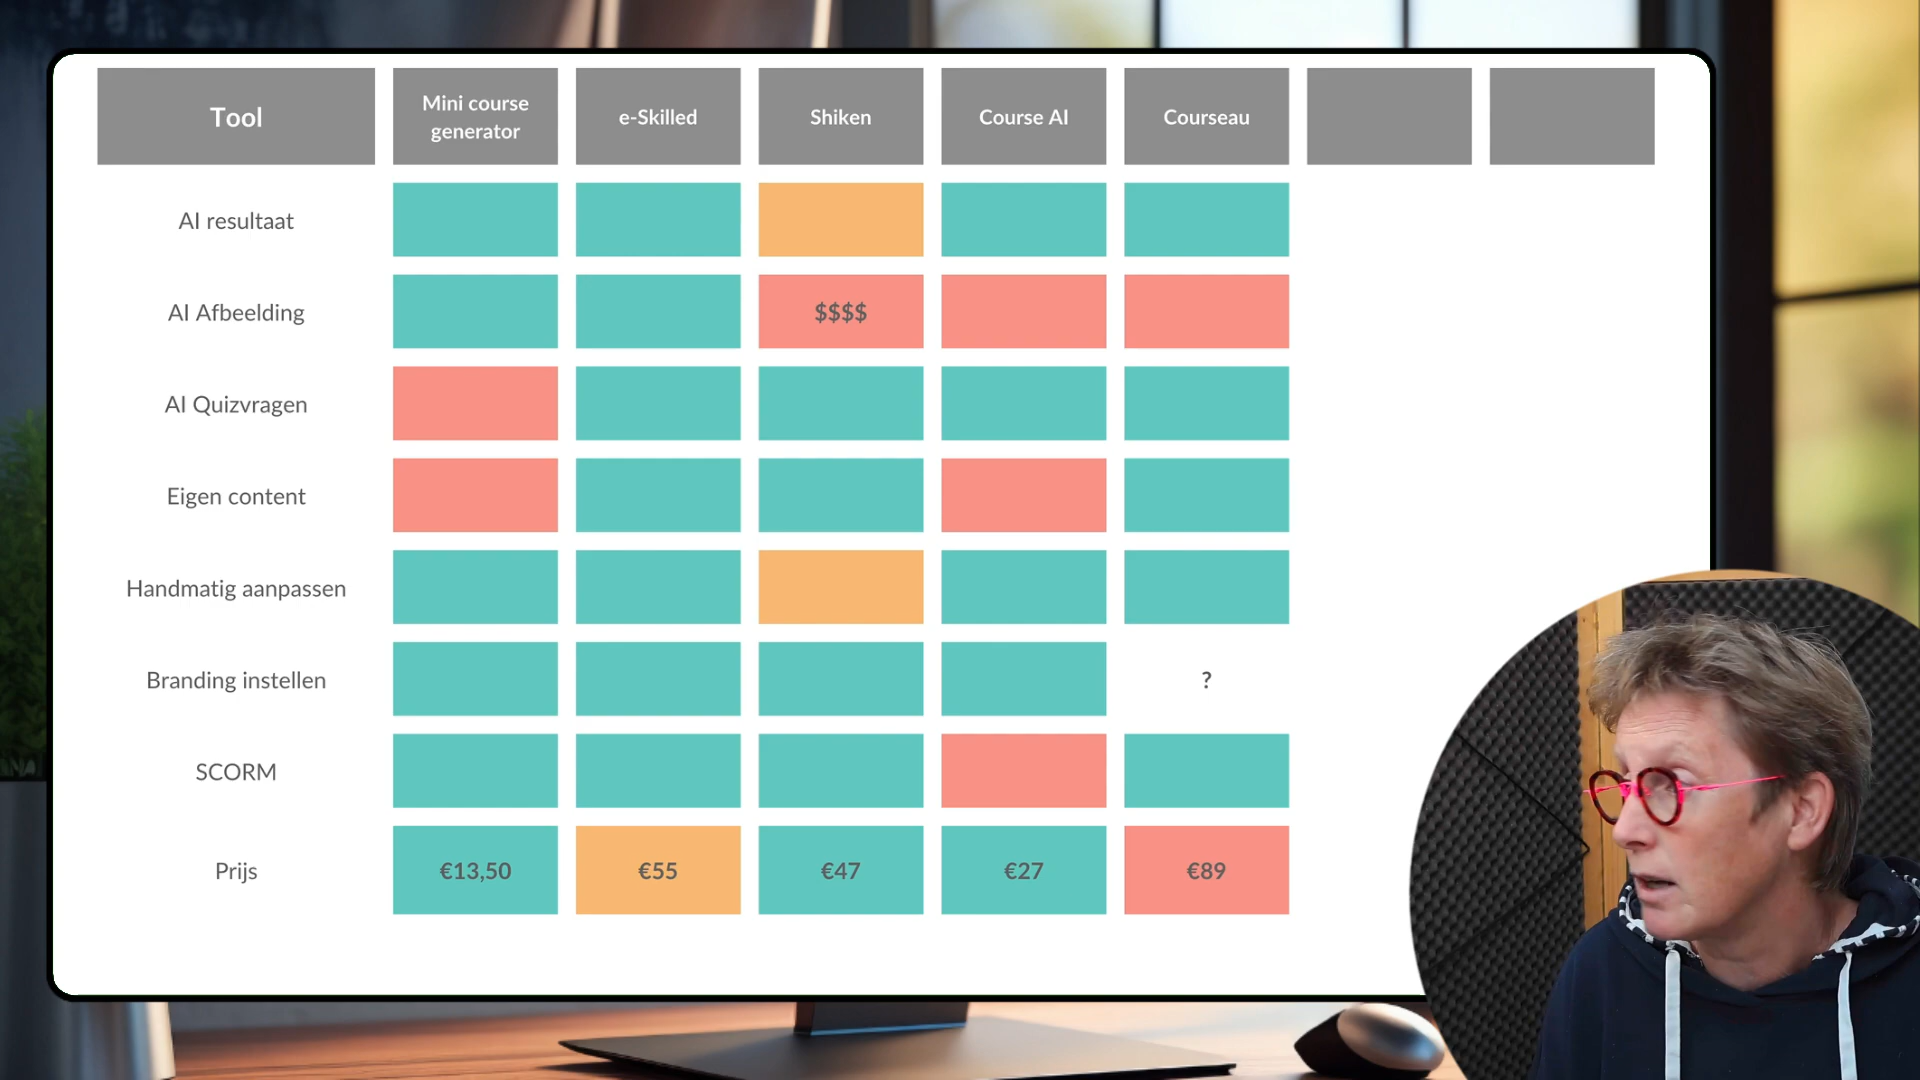 Tool
Mini course
generator
e-Skilled
Shiken
Course AI
Courseau
AI resultaat
AI Afbeelding
$$$$
AI Quizvragen
Eigen content
Handmatig aanpassen
Branding instellen
?
SCORM
Prijs
€13,50
€55
€47
€27
€89